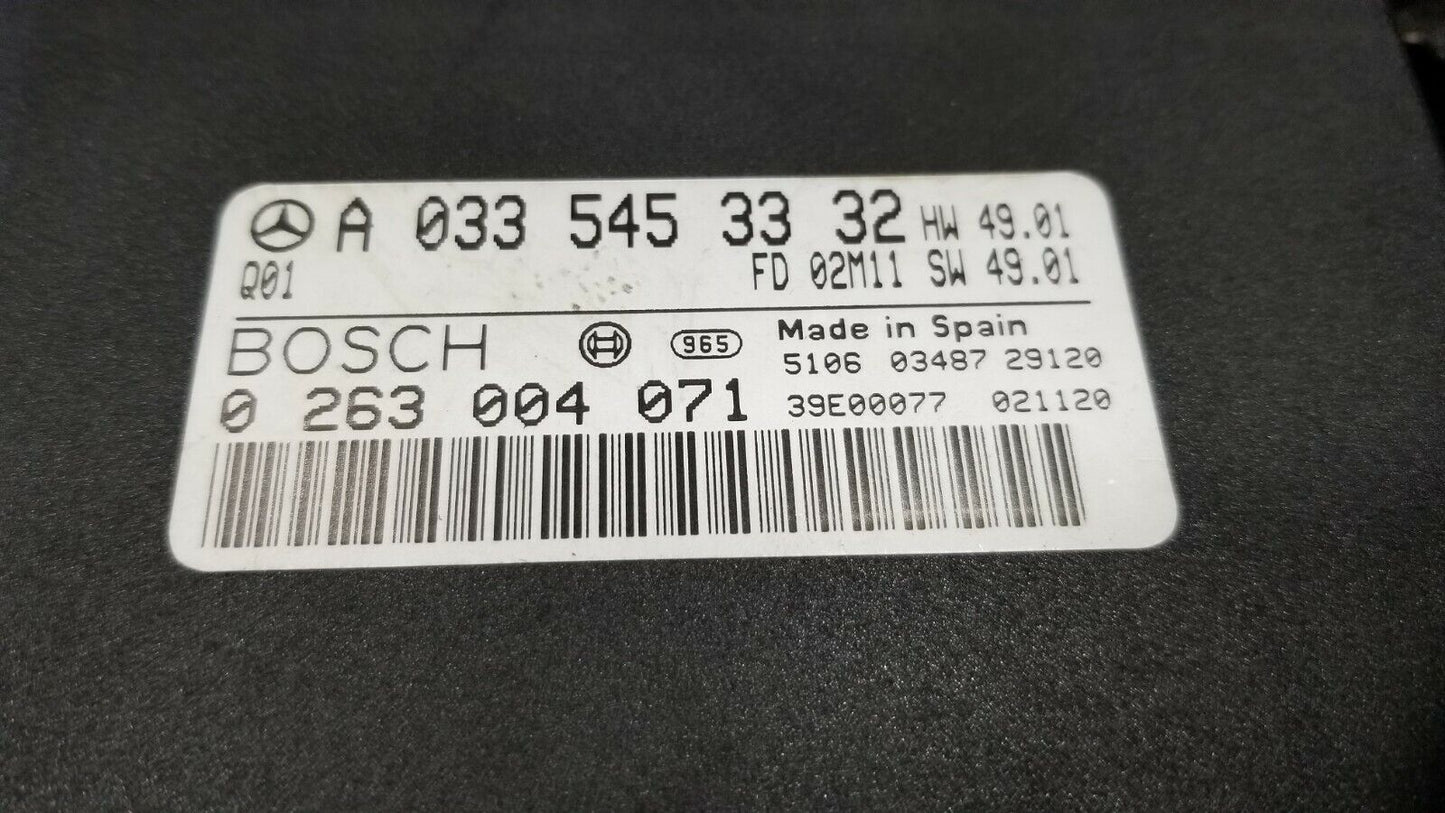 A 033 545 33 32 HW 49.01
Q01 FD 02M11 SW 49.01
BOSCH 965 Made in Spain
5106 03487 29120
0 263 004 071 39E00077 021120